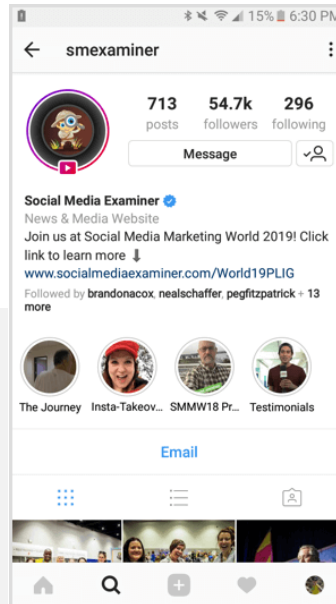 15% 6:30 PM
smexaminer
713 54.7k 296
posts followers following
Message
Social Media Examiner
News & Media Website
Join us at Social Media Marketing World 2019! Click
link to learn more ⬇
www.socialmediaexaminer.com/World19PLIG
Followed by brandonacox, nealschaffer, pegfitzpatrick + 13
more
The Journey Insta-Takeov... SMMW18 Pr... Testimonials
Email